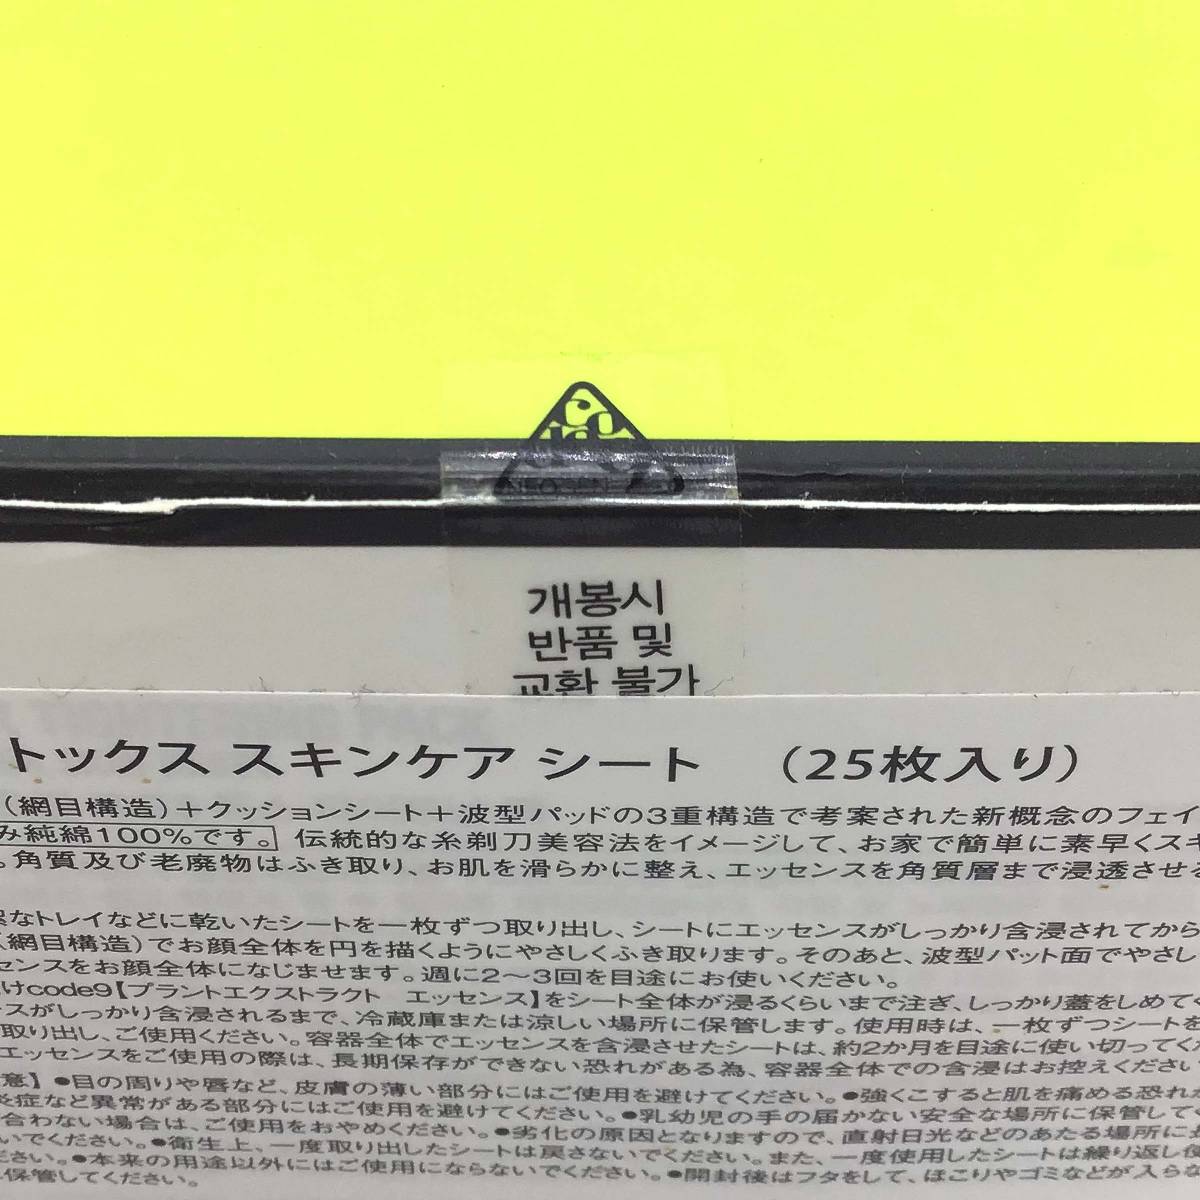 code
NEOGEN
개봉시
반품 및
교환 불가
トックス スキンケア シート （25枚入り）
（網目構造）＋クッションシート＋波型パッドの3重構造で考案された新概念のフェイ
み純綿100%です。 伝統的な糸剃刀美容法をイメージして、お家で簡単に素早くスキ
。角質及び老廃物はふき取り、お肌を滑らかに整え、エッセンスを角質層まで浸透させる
なトレイなどに乾いたシートを一枚ずつ取り出し、シートにエッセンスがしっかり含浸されてから
（網目構造）でお顔全体を円を描くようにやさしくふき取ります。そのあと、波型パット面でやさし
センスをお顔全体になじませます。週に2〜3回を目途にお使いください。
けcode9【プラントエクストラクト エッセンス】をシート全体が浸るくらいまで注ぎ、しっかり蓋をしめて
スがしっかり含浸されるまで、冷蔵庫または涼しい場所に保管します。使用時は、一枚ずつシートを
取り出し、ご使用ください。容器全体でエッセンスを含浸させたシートは、約2か月を目途に使い切ってく
エッセンスをご使用の際は、長期保存ができない恐れがある為、容器全体での含浸はお控えください
意】 ●目の周りや唇など、皮膚の薄い部分にはご使用を避けてください。●強くこすると肌を痛める恐れ
炎症など異常がある部分にはご使用を避けてください。●乳幼児の手の届かない安全な場所に保管して
合わない場合は、ご使用をおやめください。●劣化の原因となりますので、直射日光などのあたる場所に
いでください。●衛生上、一度取り出したシートは戻さないでください。また、一度使用したシートは繰り返し使
ださい。●本来の用途以外にはご使用にならないでください。●開封後はフタをして、ほこりやゴミなどが入らな
保管してください。